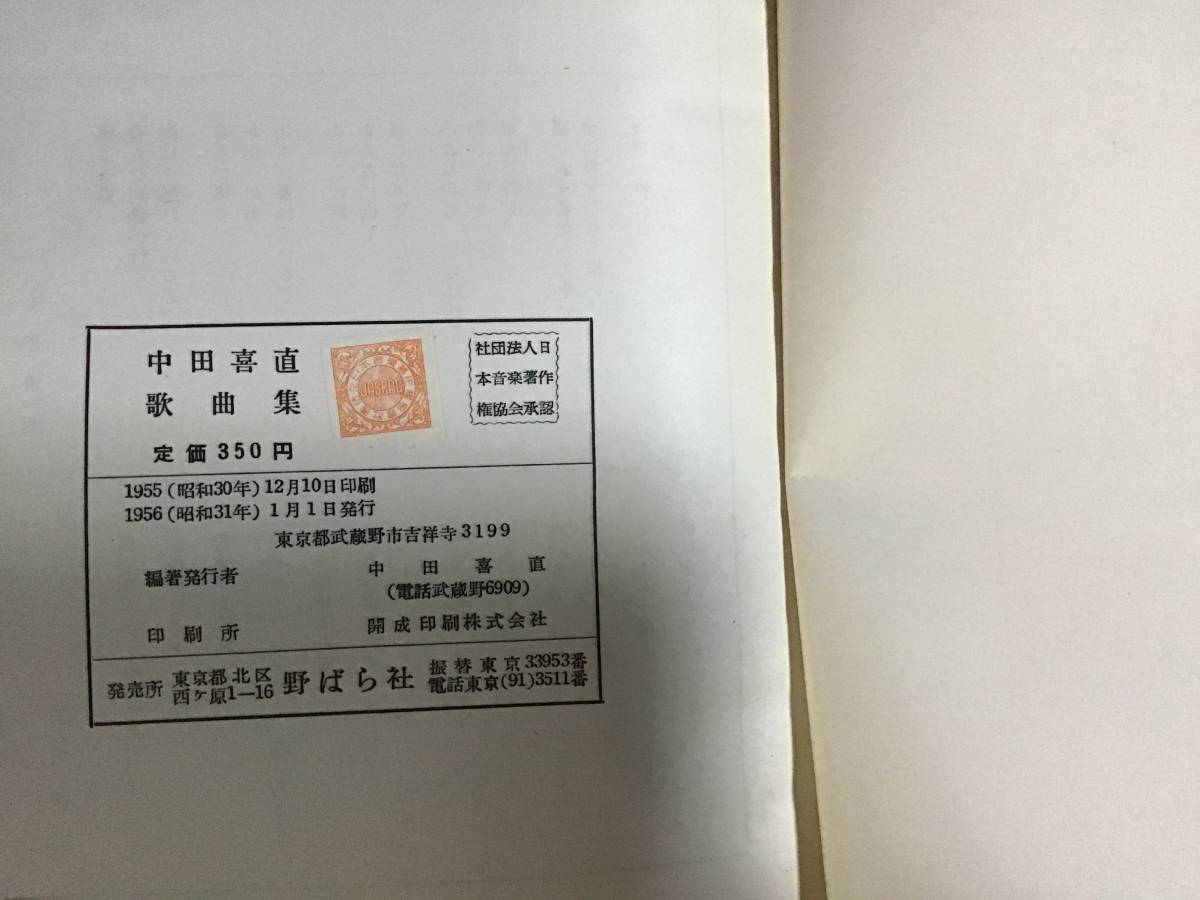 中田喜直
歌曲集
定価350円
JASRAC
社団法人日
本音楽著作
権協会承認
1955(昭和30年)12月10日印刷
1956(昭和31年)1月1日発行
東京都武蔵野市吉祥寺3199
編著発行者 中田喜直
(電話武蔵野6909)
印刷所 開成印刷株式会社
発売所 東京都北区
西ヶ原1—16
野ばら社
振替東京33953番
電話東京(91)3511番